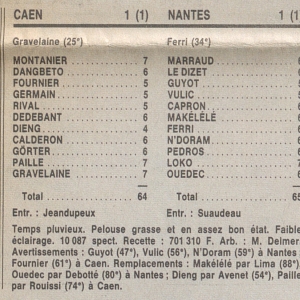 CAEN 1 (1) NANTES 1 (1
Gravelaine (25e) Ferri (34e)
MONTANIER 7 MARRAUD
DANGBETO 6 LE DIZET
FOURNIER 5 GUYOT
GERMAIN 5 VULIC
RIVAL 5 CAPRON
DEDEBANT 6 MAKÉLÉLÉ
DIENG 4 FERRI
CALDERON 6 N'DORAM
GÖRTER 6 PEDROS
PAILLE 7 LOKO
GRAVELAINE 7 OUEDEC
Total 64 Total 65
Entr. : Jeandupeux Entr. : Suaudeau
Temps pluvieux. Pelouse grasse et en assez bon état. Faible
éclairage. 10 087 spect. Recette : 701 310 F. Arb. : M. Delmer
Avertissements : Guyot (47e), Vulic (56e), N'Doram (59e) à Nantes
Fournier (61e) à Caen. Remplacements : Makélélé par Lima (88e)
Ouedec par Debotté (80e) à Nantes ; Dieng par Avenet (54e), Paille
par Rouissi (74e) à Caen.